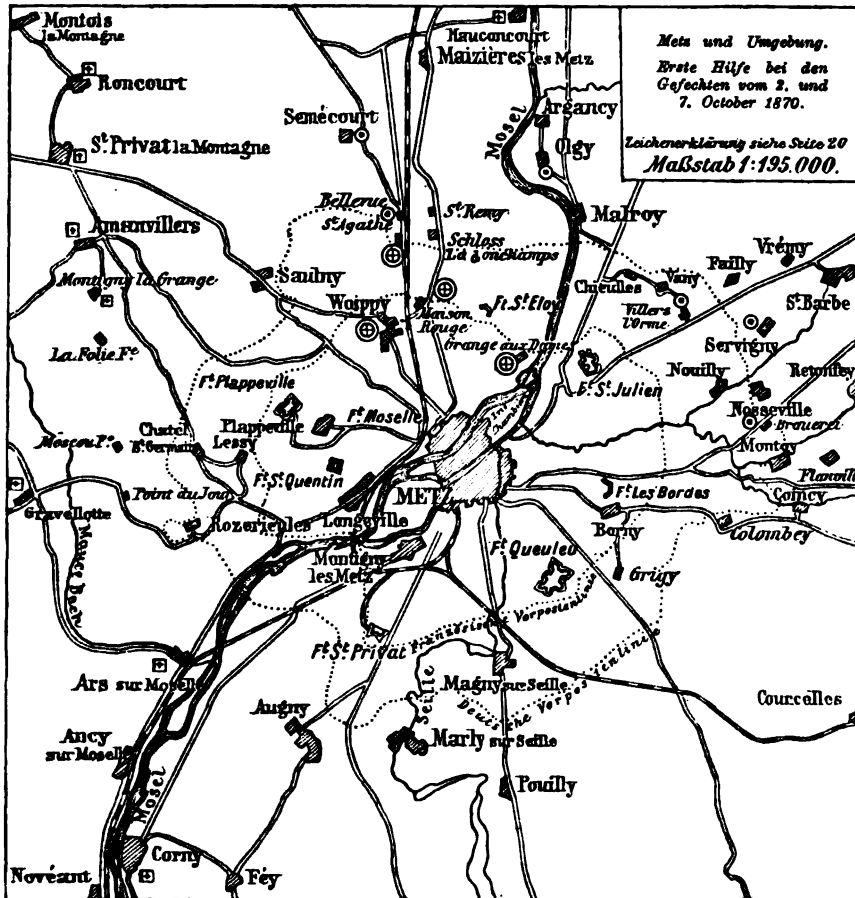 Metz und Umgebung.
Erste Hilfe bei den
Gefechten vom 2. und
7. October 1870.
Zeichenerklärung siehe Seite 20
Maßstab 1:195.000.
Montois
la Montagne
Hauconcourt
Maizières les Metz
Roncourt
Semécourt
Argancy
Mosel
Olgy
St. Privat la Montagne
Bellevue
St. Agathe
St. Remy
Malroy
Amanvillers
Schloss
Ladonchamps
Vrémy
Failly
Vany
Montigny la Grange
Saulny
Chieulles
Villers
l'Orme
St. Barbe
Woippy
Maison
Rouge
Ft. St. Eloy
Servigny
La Folie Fe
Grange aux Dames
Ft. Plappeville
Ft. St. Julien
Nouilly
Retonfey
Plappeville
Ft. Moselle
Noisseville
Brauerei
Chatel
St. Germain
Lessy
Moscou Fe
Montoy
Ft. St. Quentin
Flanville
Point du Jour
METZ
Ft. Les Bordes
Coincy
Gravellotte
Rozerieulles
Longeville
Borny
Colombey
Montigny
les Metz
Ft. Queuleu
Grigy
Mance Bach
Ft. St. Privat
Französische Vorpostenlinie
Ars sur Moselle
Magny sur Seille
Deutsche Vorpostenlinie
Courcelles
Augny
Seille
Ancy
sur Moselle
Marly sur Seille
Mosel
Pouilly
Corny
Novéant
Féy